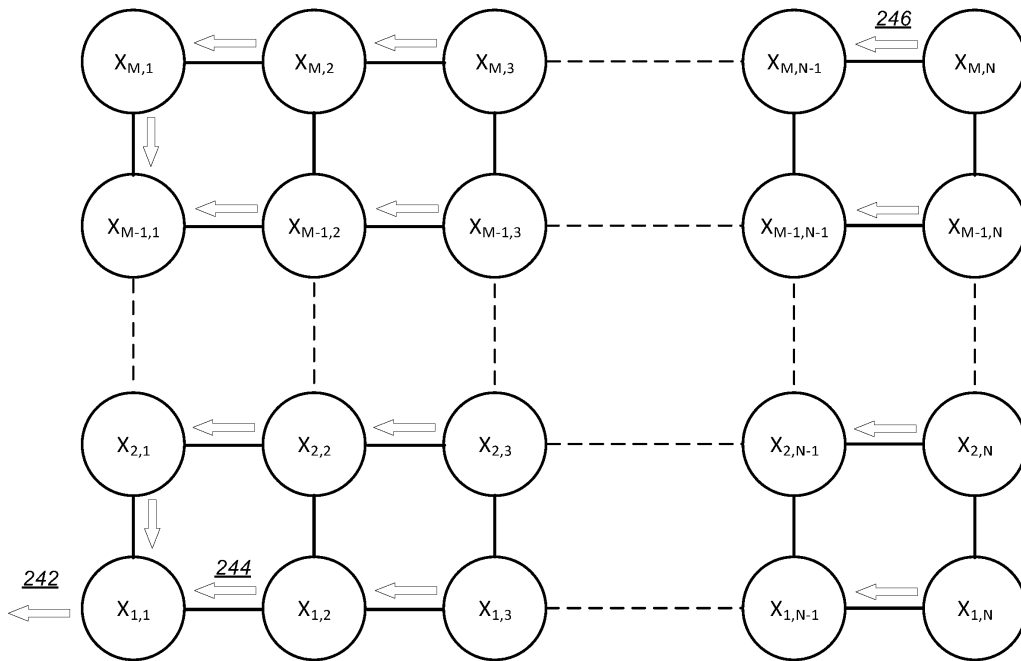 246
X_M,1 X_M,2 X_M,3 X_M,N-1 X_M,N
X_M-1,1 X_M-1,2 X_M-1,3 X_M-1,N-1 X_M-1,N
X_2,1 X_2,2 X_2,3 X_2,N-1 X_2,N
242 244
X_1,1 X_1,2 X_1,3 X_1,N-1 X_1,N